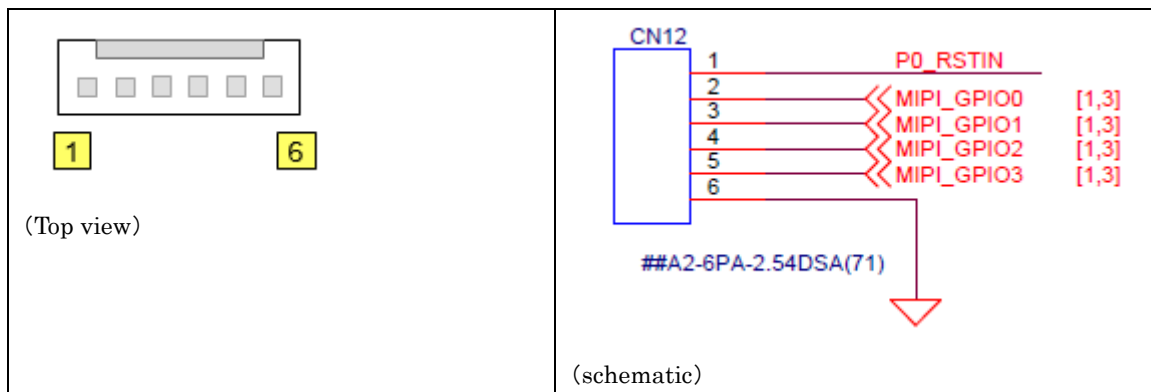 1 6
(Top view)
CN12
1 P0_RSTIN
2 MIPI_GPIO0 [1,3]
3 MIPI_GPIO1 [1,3]
4 MIPI_GPIO2 [1,3]
5 MIPI_GPIO3 [1,3]
6
##A2-6PA-2.54DSA(71)
(schematic)